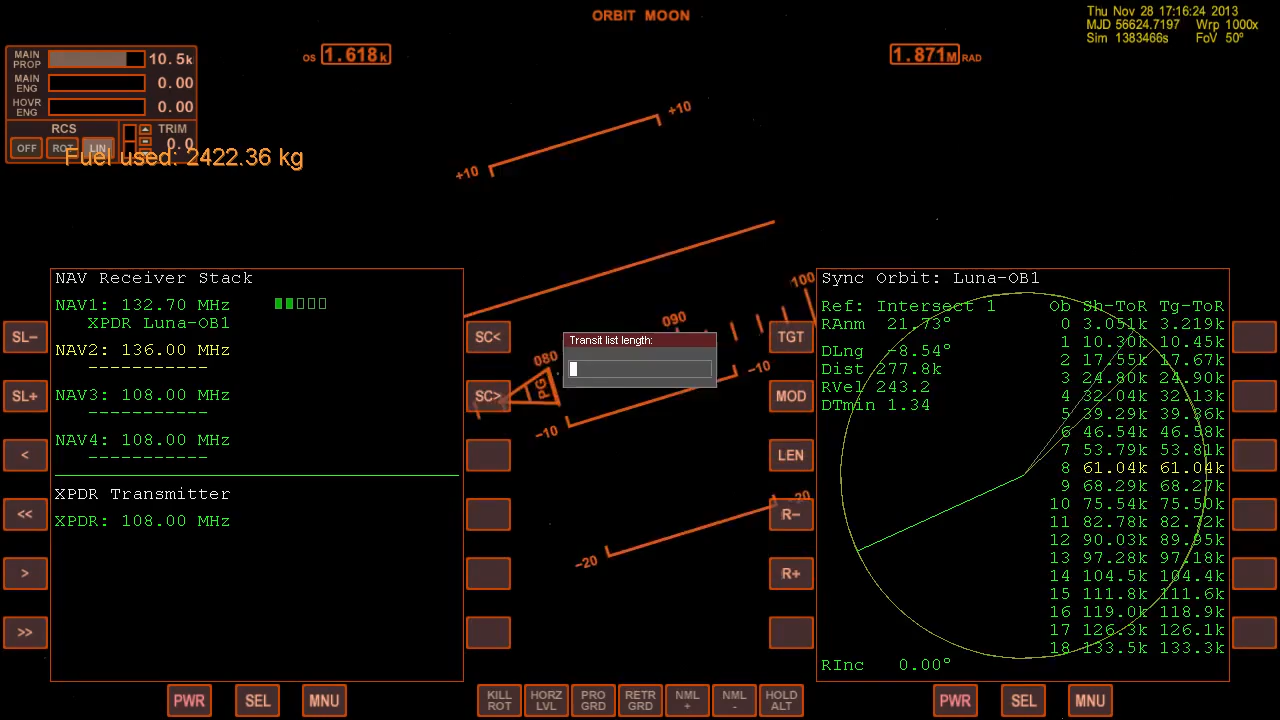 ORBIT MOON
Thu Nov 28 17:16:24 2013
MJD 56624.7197 Wrp 1000x
Sim 1383466s FoV 50°
MAIN PROP 10.5k
MAIN ENG 0.00
HOVR ENG 0.00
RCS TRIM
OFF ROT LIN 0.0
Fuel used: 2422.36 kg
OS 1.618k
1.871M RAD
+10 +10
080 090 100
-10 -10
-20 -20
PG
NAV Receiver Stack
NAV1: 132.70 MHz
XPDR Luna-OB1
NAV2: 136.00 MHz
-----------
NAV3: 108.00 MHz
-----------
NAV4: 108.00 MHz
-----------
XPDR Transmitter
XPDR: 108.00 MHz
SL-
SL+
<
<<
>
>>
SC<
SC>
PWR SEL MNU
Transit list length:
TGT
MOD
LEN
R-
R+
Sync Orbit: Luna-OB1
Ref: Intersect 1 Ob Sh-ToR Tg-ToR
RAnm 21.73° 0 3.051k 3.219k
1 10.30k 10.45k
DLng -8.54° 2 17.55k 17.67k
Dist 277.8k 3 24.80k 24.90k
RVel 243.2 4 32.04k 32.13k
DTmin 1.34 5 39.29k 39.36k
6 46.54k 46.58k
7 53.79k 53.81k
8 61.04k 61.04k
9 68.29k 68.27k
10 75.54k 75.50k
11 82.78k 82.72k
12 90.03k 89.95k
13 97.28k 97.18k
14 104.5k 104.4k
15 111.8k 111.6k
16 119.0k 118.9k
17 126.3k 126.1k
18 133.5k 133.3k
RInc 0.00°
KILL ROT
HORZ LVL
PRO GRD
RETR GRD
NML +
NML -
HOLD ALT
PWR SEL MNU